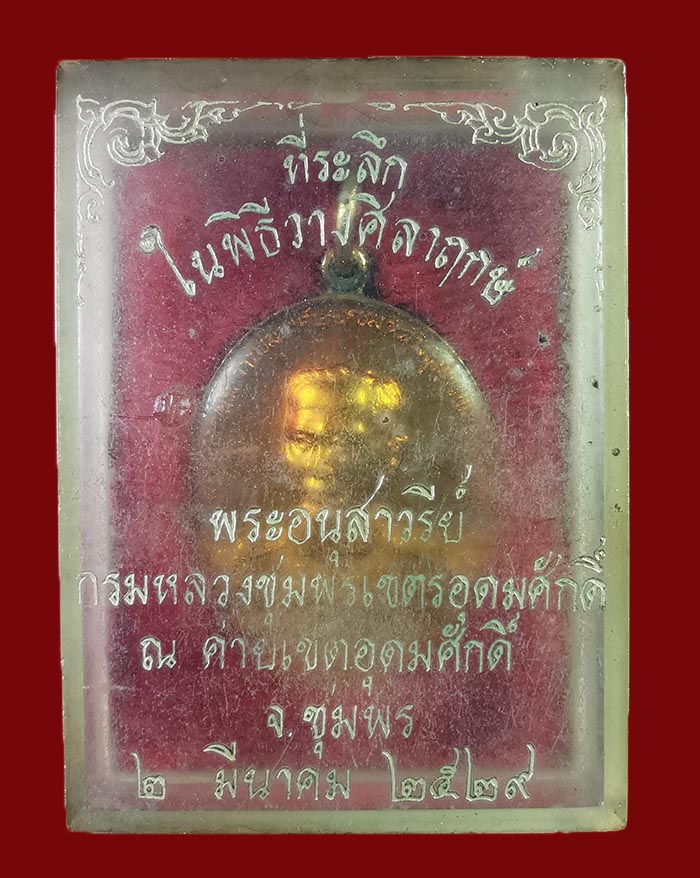 ที่ระลึก
ในพิธีวางศิลาฤกษ์
พระอนุสาวรีย์
กรมหลวงชุมพรเขตรอุดมศักดิ์
ณ ค่ายเขตอุดมศักดิ์
จ.ชุมพร
๒ มีนาคม ๒๕๒๙